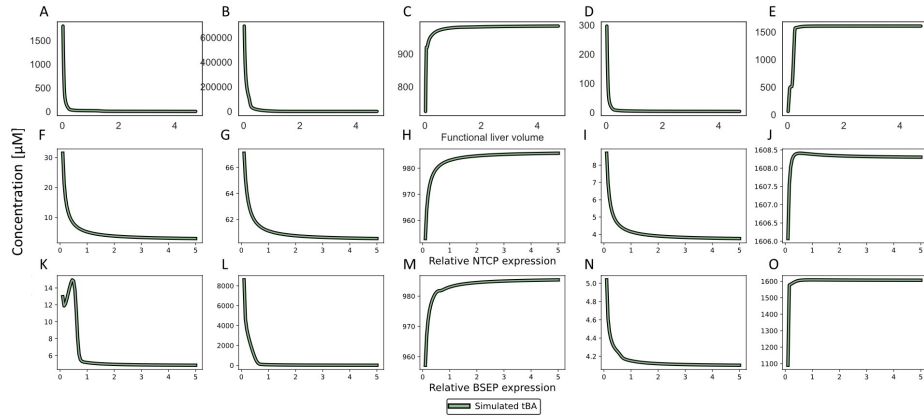 A B C D E
1500
1000
500
0
600000
400000
200000
0
900
800
300
200
100
0
1500
1000
500
0 2 4
0 2 4
0 2 4
0 2 4
0 2 4
Functional liver volume
Concentration [µM]
F G H I J
30
20
10
66
64
62
980
970
960
8
7
6
5
4
1608.5
1608.0
1607.5
1607.0
1606.5
1606.0
0 1 2 3 4 5
0 1 2 3 4 5
0 1 2 3 4 5
0 1 2 3 4 5
0 1 2 3 4 5
Relative NTCP expression
K L M N O
14
12
10
8
6
8000
6000
4000
2000
0
980
970
960
5.0
4.8
4.6
4.4
4.2
1600
1500
1400
1300
1200
1100
0 1 2 3 4 5
0 1 2 3 4 5
0 1 2 3 4 5
0 1 2 3 4 5
0 1 2 3 4 5
Relative BSEP expression
Simulated tBA